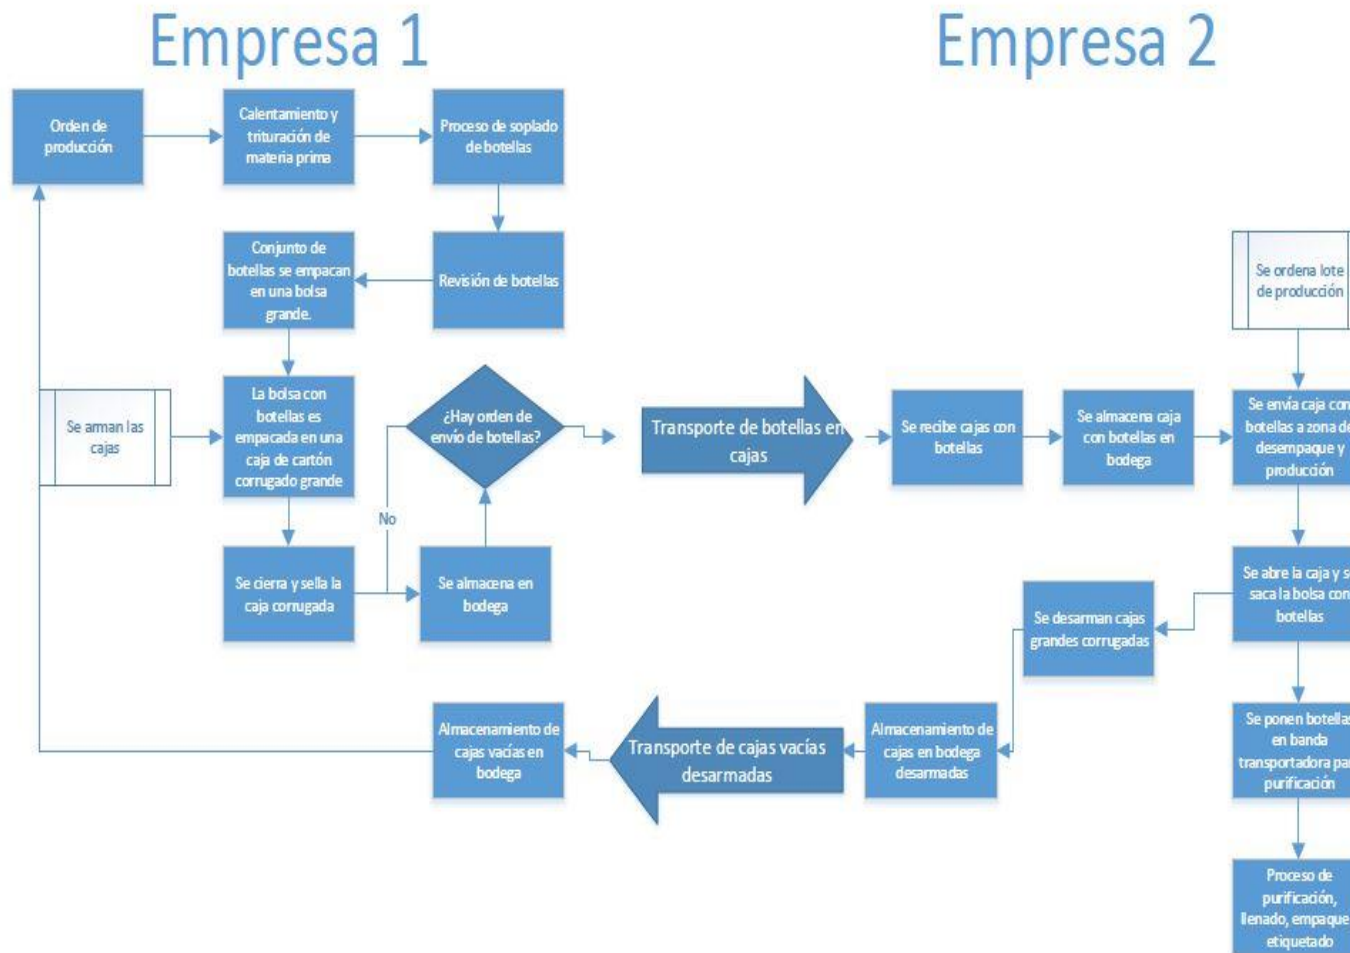 Empresa 1
Empresa 2
Orden de
producción
Calentamiento y
trituración de
materia prima
Proceso de soplado
de botellas
Conjunto de
botellas se empacan
en una bolsa
grande.
Revisión de botellas
Se ordena lote
de producción
Se arman las
cajas
La bolsa con
botellas es
empacada en una
caja de cartón
corrugado grande
¿Hay orden de
envío de botellas?
Transporte de botellas en
cajas
Se recibe cajas con
botellas
Se almacena caja
con botellas en
bodega
Se envía caja con
botellas a zona de
desempaque y
producción
No
Se cierra y sella la
caja corrugada
Se almacena en
bodega
Se desarman cajas
grandes corrugadas
Se abre la caja y se
saca la bolsa con
botellas
Almacenamiento de
cajas vacías en
bodega
Transporte de cajas vacías
desarmadas
Almacenamiento de
cajas en bodega
desarmadas
Se ponen botellas
en banda
transportadora par
purificación
Proceso de
purificación,
llenado, empaque
etiquetado